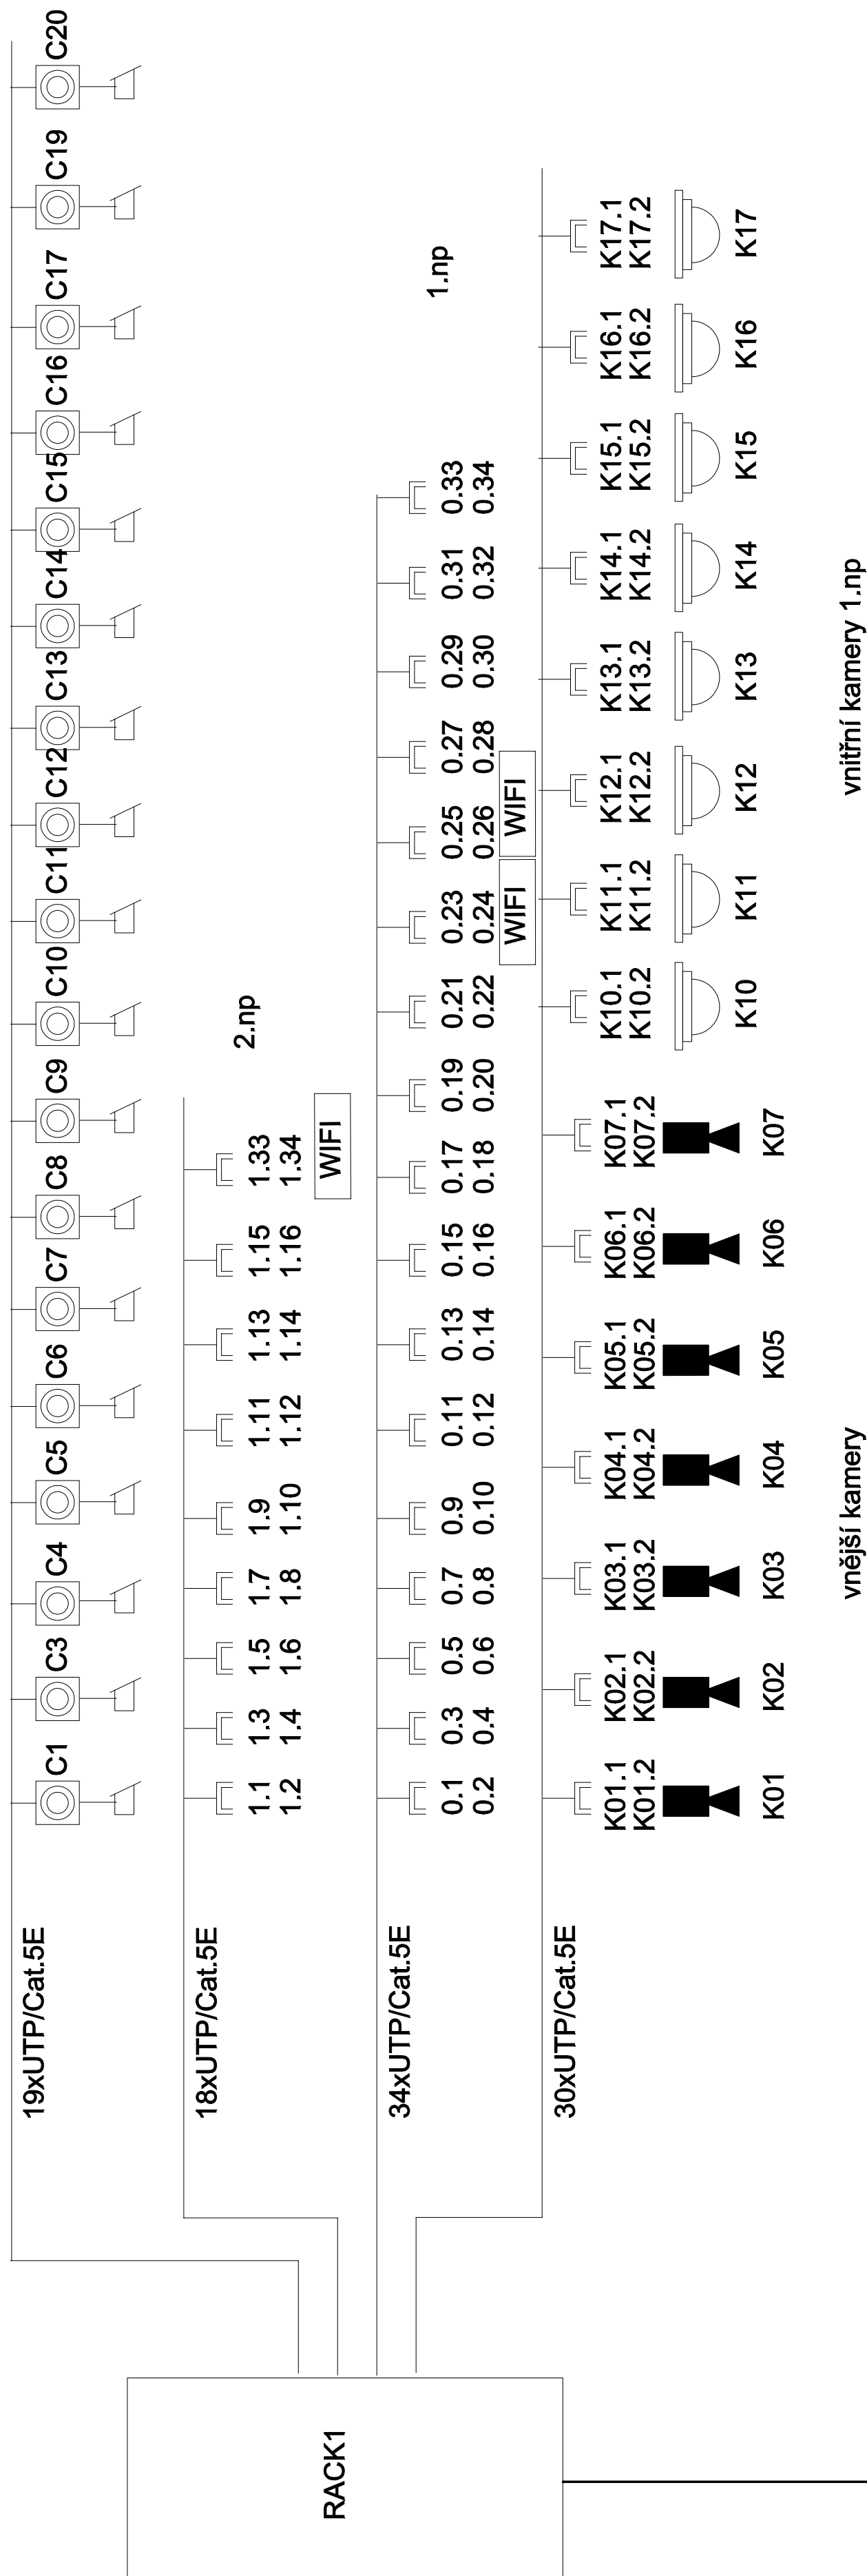 19xUTP/Cat.5E
C1 C3 C4 C5 C6 C7 C8 C9 C10 C11 C12 C13 C14 C15 C16 C17 C19 C20
18xUTP/Cat.5E
2.np
1.1 1.3 1.5 1.7 1.9 1.11 1.13 1.15 1.33
1.2 1.4 1.6 1.8 1.10 1.12 1.14 1.16 1.34
WIFI
RACK1
34xUTP/Cat.5E
1.np
0.1 0.3 0.5 0.7 0.9 0.11 0.13 0.15 0.17 0.19 0.21 0.23 0.25 0.27 0.29 0.31 0.33
0.2 0.4 0.6 0.8 0.10 0.12 0.14 0.16 0.18 0.20 0.22 0.24 0.26 0.28 0.30 0.32 0.34
WIFI WIFI
30xUTP/Cat.5E
K01.1 K02.1 K03.1 K04.1 K05.1 K06.1 K07.1 K10.1 K11.1 K12.1 K13.1 K14.1 K15.1 K16.1 K17.1
K01.2 K02.2 K03.2 K04.2 K05.2 K06.2 K07.2 K10.2 K11.2 K12.2 K13.2 K14.2 K15.2 K16.2 K17.2
K01 K02 K03 K04 K05 K06 K07 K10 K11 K12 K13 K14 K15 K16 K17
vnější kamery vnitřní kamery 1.np